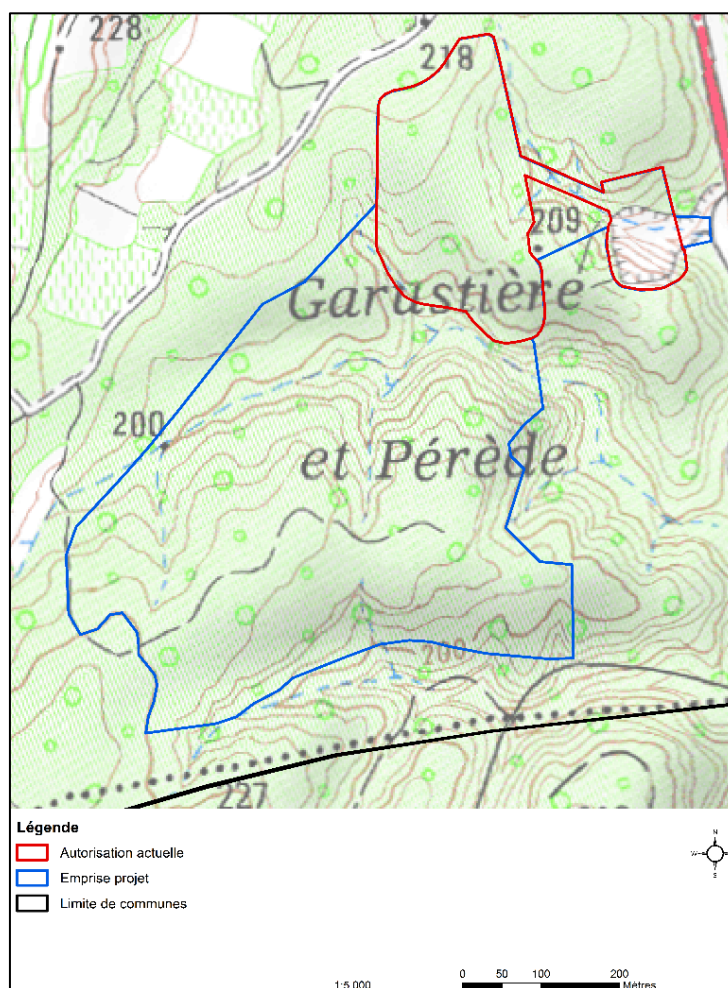 228
218
209
Garustière
200
et Pérède
200
227
Légende
Autorisation actuelle
Emprise projet
Limite de communes
N
W
S
1:5 000
0 50 100 200
Mètres